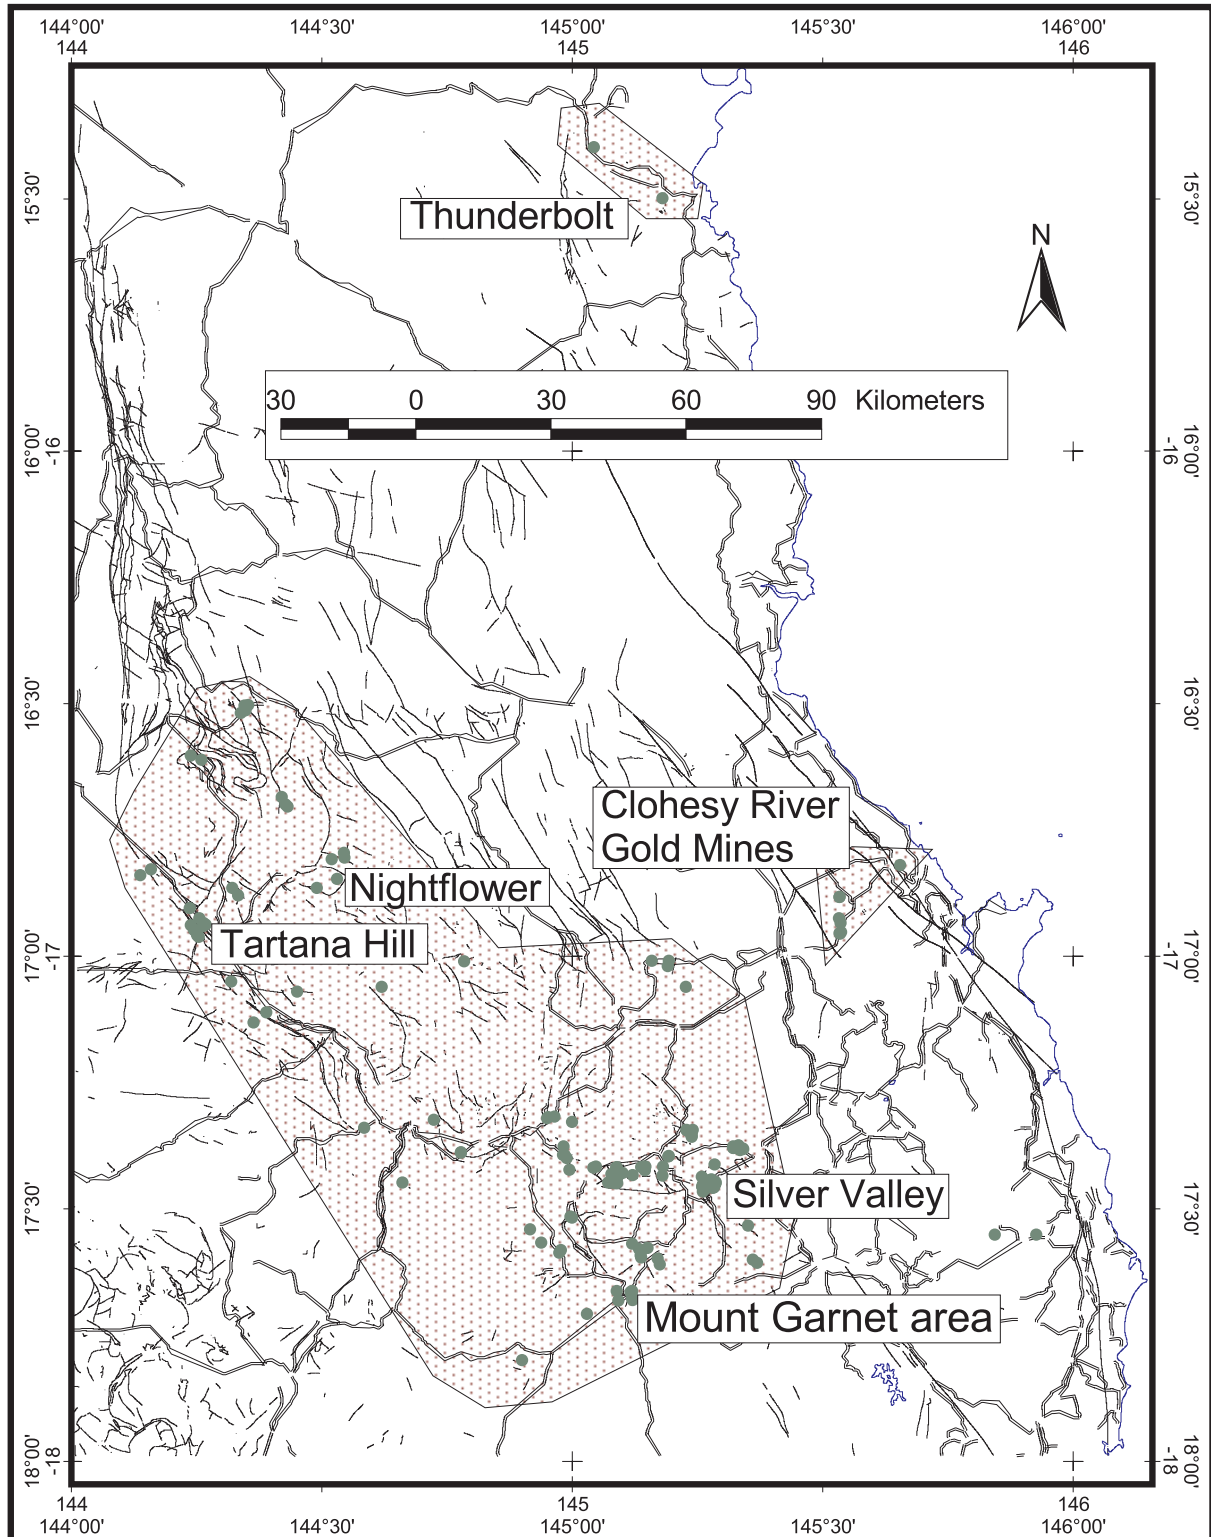 144°00' 144°30' 145°00' 145°30' 146°00'
144 145 146
15°30' 15°30'
Thunderbolt
N
30 0 30 60 90 Kilometers
16°00' -16 -16 16°00'
16°30' 16°30'
Clohesy River
Gold Mines
Nightflower
Tartana Hill
17°00' -17 -17 17°00'
17°30' 17°30'
Silver Valley
Mount Garnet area
18°00' -18 -18 18°00'
144 145 146
144°00' 144°30' 145°00' 145°30' 146°00'